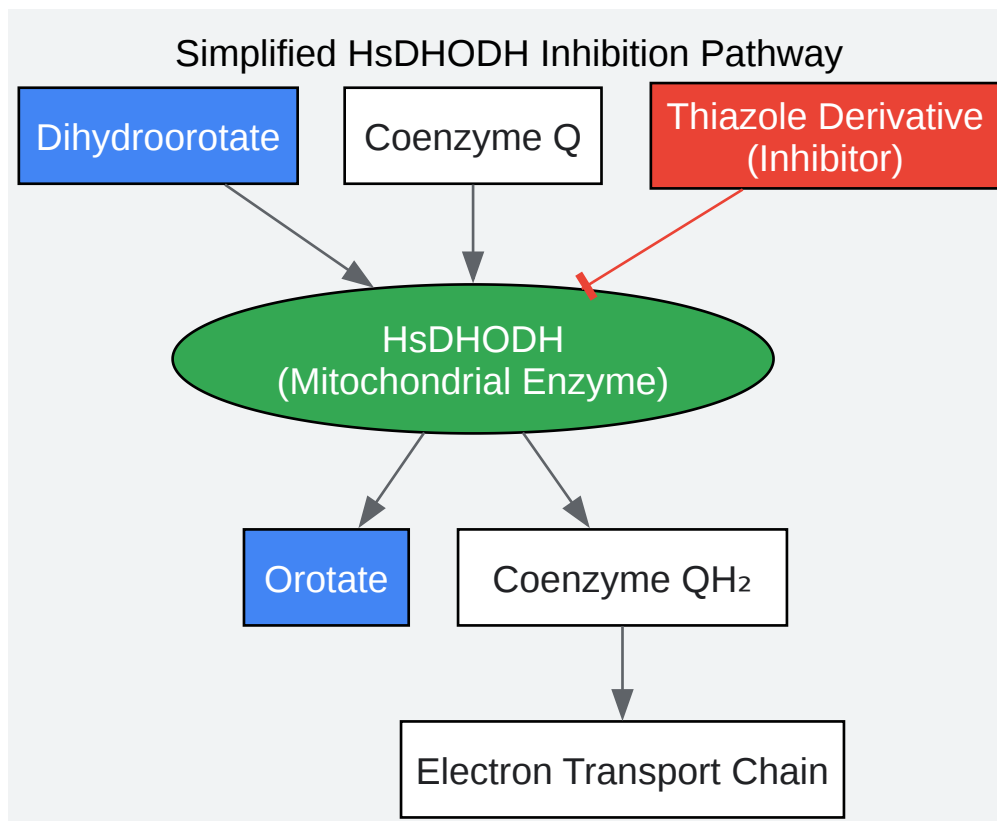 Simplified HsDHODH Inhibition Pathway
Dihydroorotate
Coenzyme Q
Thiazole Derivative
(Inhibitor)
HsDHODH
(Mitochondrial Enzyme)
Orotate
Coenzyme QH₂
Electron Transport Chain